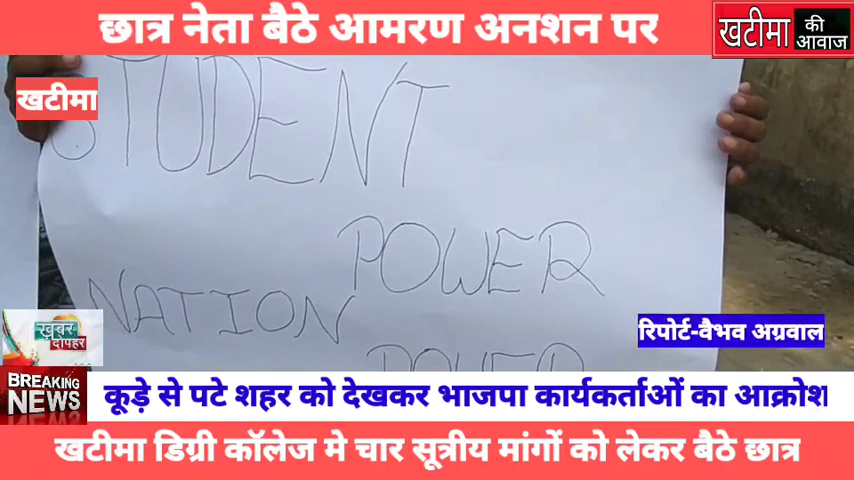 छात्र नेता बैठे आमरण अनशन पर
खटीमा की आवाज
खटीमा
STUDENT
POWER
NATION
POWER
रिपोर्ट-वैभव अग्रवाल
खबर
दोपहर
BREAKING
NEWS
कूड़े से पटे शहर को देखकर भाजपा कार्यकर्ताओं का आक्रोश
खटीमा डिग्री कॉलेज मे चार सूत्रीय मांगों को लेकर बैठे छात्र